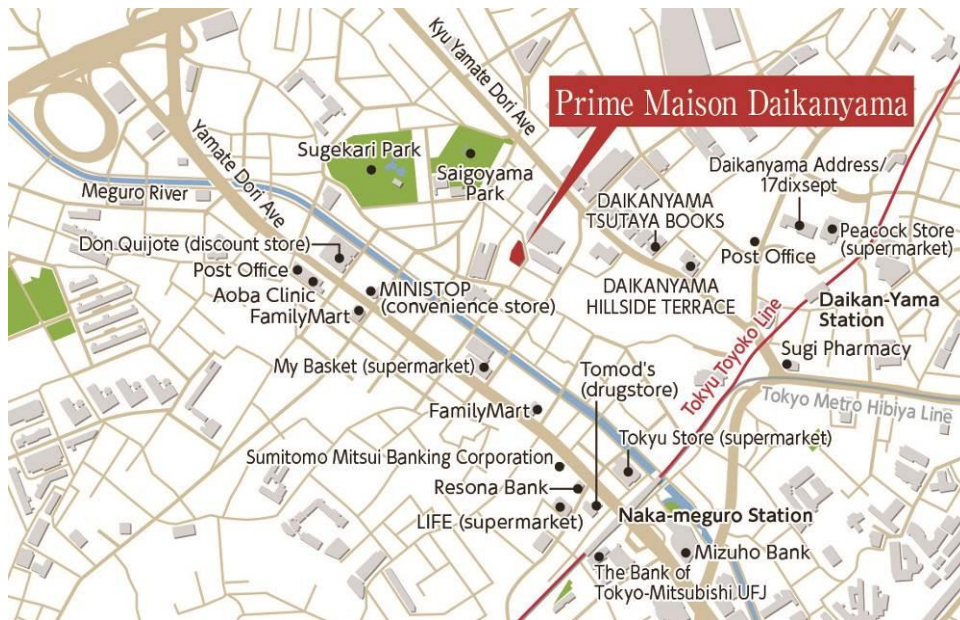 Kyu Yamate Dori Ave
Prime Maison Daikanyama
Yamate Dori Ave
Sugekari Park
Saigoyama
Park
Daikanyama Address/
17dixsept
Meguro River
DAIKANYAMA
TSUTAYA BOOKS
Peacock Store
(supermarket)
Don Quijote (discount store)
Post Office
Post Office
Aoba Clinic
MINISTOP
(convenience store)
DAIKANYAMA
HILLSIDE TERRACE
FamilyMart
Daikan-Yama
Station
Tokyu Toyoko Line
Sugi Pharmacy
My Basket (supermarket)
Tomod's
(drugstore)
Tokyo Metro Hibiya Line
FamilyMart
Tokyu Store (supermarket)
Sumitomo Mitsui Banking Corporation
Resona Bank
LIFE (supermarket)
Naka-meguro Station
Mizuho Bank
The Bank of
Tokyo-Mitsubishi UFJ